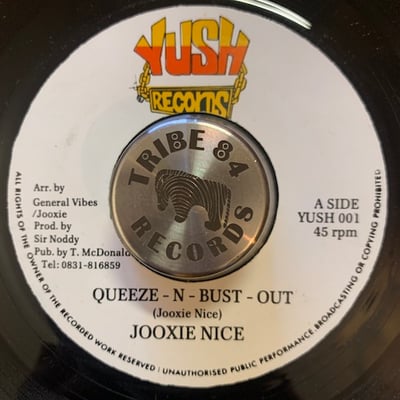 YUSH
RECORDS
TRIBE 84
RECORDS
Arr. by
General Vibes
/Jooxie
Prod. by
Sir Noddy
Pub. by T. McDonald
Tel: 0831-816859
A SIDE
YUSH 001
45 rpm
QUEEZE - N - BUST - OUT
(Jooxie Nice)
JOOXIE NICE
ALL RIGHTS OF THE OWNER OF THE RECORDED WORK RESERVED | UNAUTHORISED PUBLIC PERFORMANCE BROADCASTING OR COPYING PROHIBITED